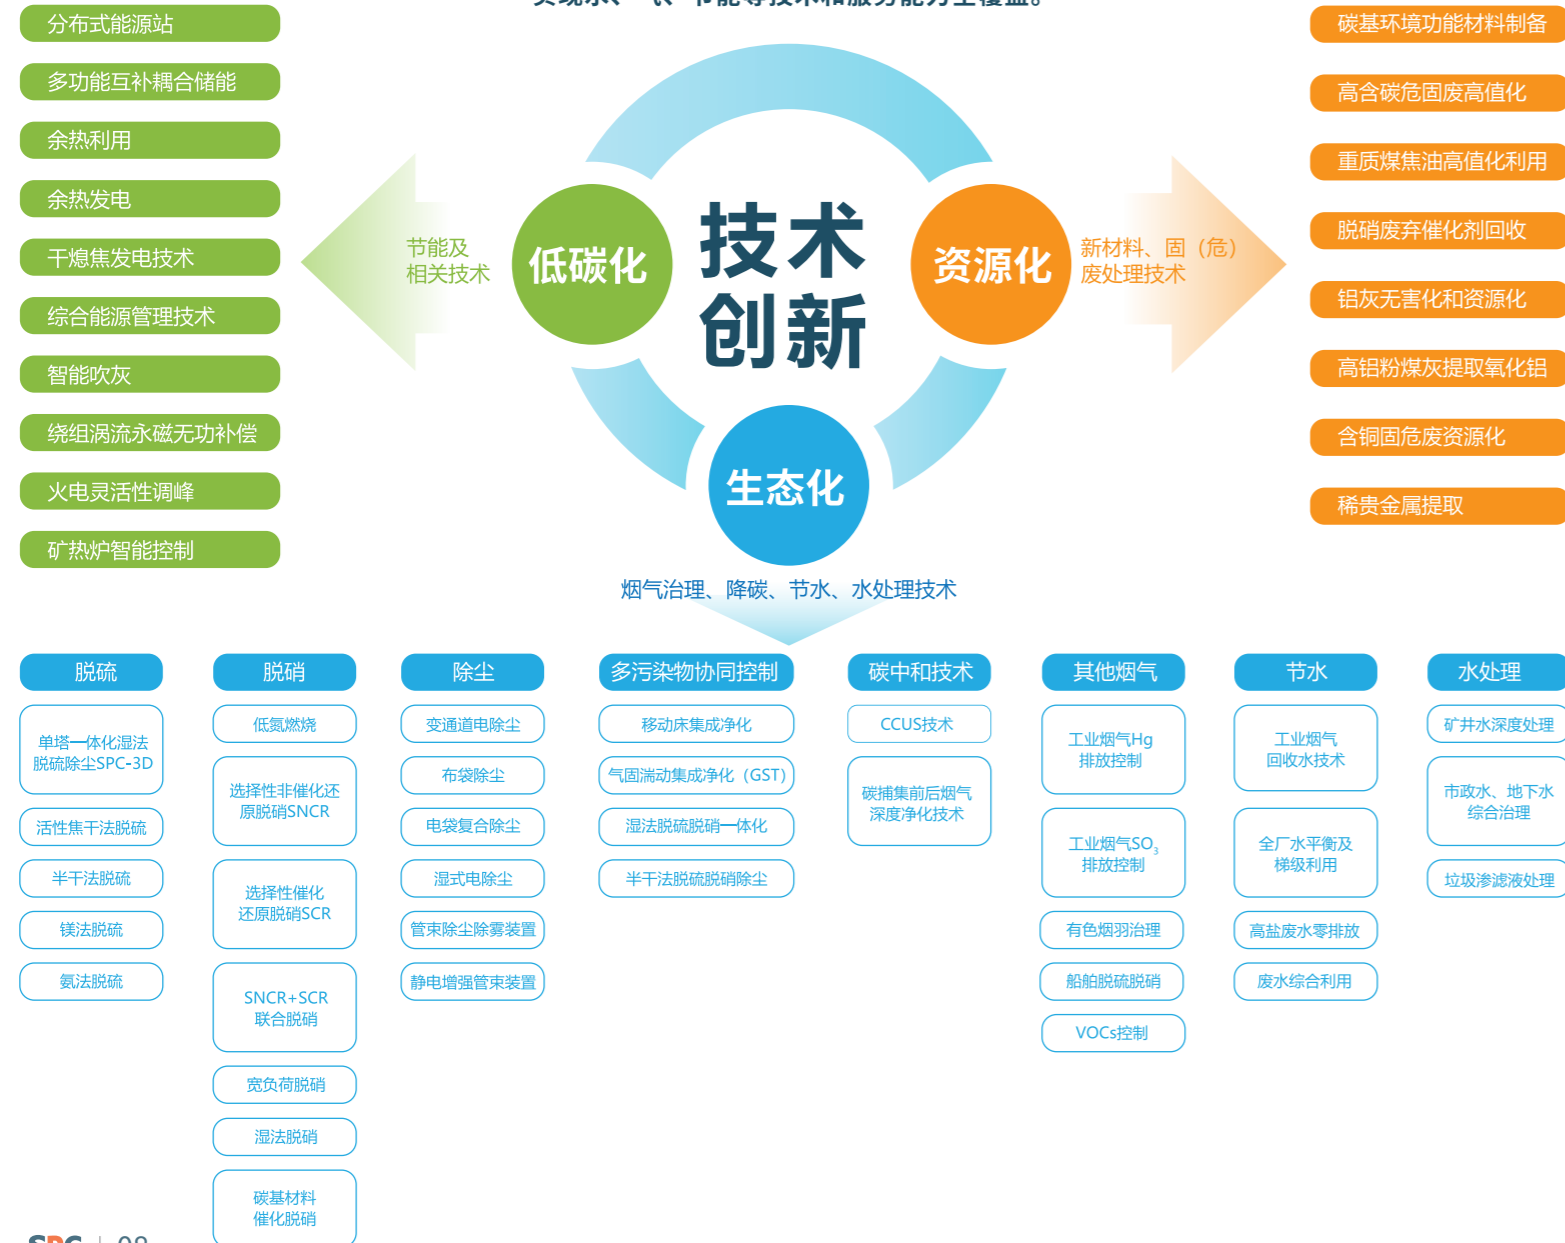 实现水、气、节能等技术和服务能力全覆盖。
分布式能源站
多功能互补耦合储能
余热利用
余热发电
干熄焦发电技术
综合能源管理技术
智能吹灰
绕组涡流永磁无功补偿
火电灵活性调峰
矿热炉智能控制
节能及
相关技术
低碳化
技术
创新
资源化
新材料、固（危）
废处理技术
碳基环境功能材料制备
高含碳危固废高值化
重质煤焦油高值化利用
脱硝废弃催化剂回收
铝灰无害化和资源化
高铝粉煤灰提取氧化铝
含铜固危废资源化
稀贵金属提取
生态化
烟气治理、降碳、节水、水处理技术
脱硫
单塔一体化湿法
脱硫除尘SPC-3D
活性焦干法脱硫
半干法脱硫
镁法脱硫
氨法脱硫
脱硝
低氮燃烧
选择性非催化还
原脱硝SNCR
选择性催化
还原脱硝SCR
SNCR+SCR
联合脱硝
宽负荷脱硝
湿法脱硝
碳基材料
催化脱硝
除尘
变通道电除尘
布袋除尘
电袋复合除尘
湿式电除尘
管束除尘除雾装置
静电增强管束装置
多污染物协同控制
移动床集成净化
气固湍动集成净化（GST）
湿法脱硫脱硝一体化
半干法脱硫脱硝除尘
碳中和技术
CCUS技术
碳捕集前后烟气
深度净化技术
其他烟气
工业烟气Hg
排放控制
工业烟气SO₃
排放控制
有色烟羽治理
船舶脱硫脱硝
VOCs控制
节水
工业烟气
回收水技术
全厂水平衡及
梯级利用
高盐废水零排放
废水综合利用
水处理
矿井水深度处理
市政水、地下水
综合治理
垃圾渗滤液处理
SPC | 08